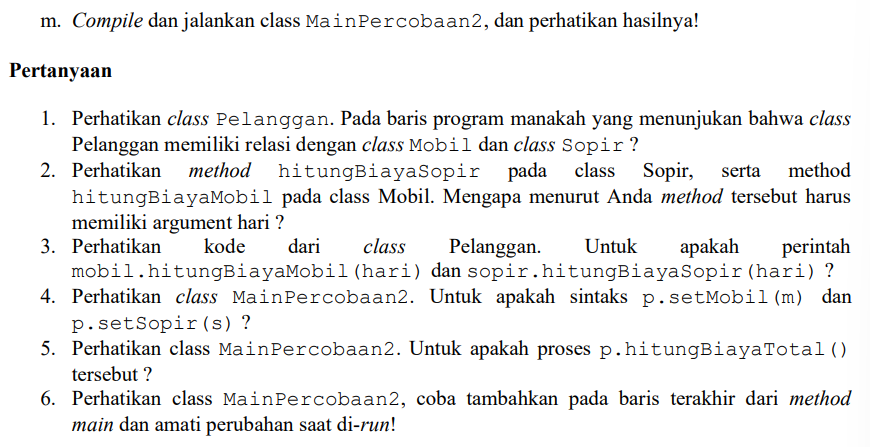 m. Compile dan jalankan class MainPercobaan2, dan perhatikan hasilnya!
Pertanyaan
1. Perhatikan class Pelanggan. Pada baris program manakah yang menunjukan bahwa class
Pelanggan memiliki relasi dengan class Mobil dan class Sopir ?
2. Perhatikan method hitungBiayaSopir pada class Sopir, serta method
hitungBiayaMobil pada class Mobil. Mengapa menurut Anda method tersebut harus
memiliki argument hari ?
3. Perhatikan kode dari class Pelanggan. Untuk apakah perintah
mobil.hitungBiayaMobil(hari) dan sopir.hitungBiayaSopir(hari) ?
4. Perhatikan class MainPercobaan2. Untuk apakah sintaks p.setMobil(m) dan
p.setSopir(s) ?
5. Perhatikan class MainPercobaan2. Untuk apakah proses p.hitungBiayaTotal()
tersebut ?
6. Perhatikan class MainPercobaan2, coba tambahkan pada baris terakhir dari method
main dan amati perubahan saat di-run!